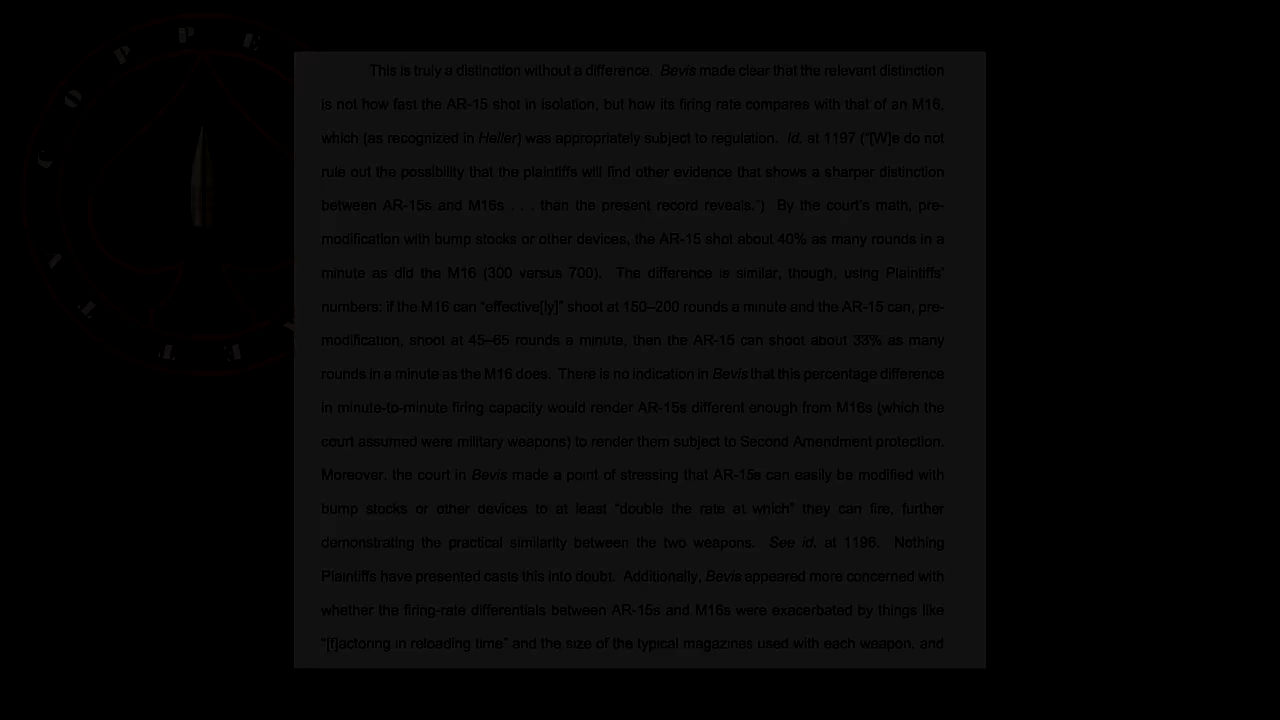 This is truly a distinction without a difference. Bevis made clear that the relevant distinction
is not how fast the AR-15 shot in isolation, but how its firing rate compares with that of an M16,
which (as recognized in Heller) was appropriately subject to regulation. Id. at 1197 (“[W]e do not
rule out the possibility that the plaintiffs will find other evidence that shows a sharper distinction
between AR-15s and M16s . . . than the present record reveals.”) By the court’s math, pre-
modification with bump stocks or other devices, the AR-15 shot about 40% as many rounds in a
minute as did the M16 (300 versus 700). The difference is similar, though, using Plaintiffs’
numbers: if the M16 can “effective[ly]” shoot at 150–200 rounds a minute and the AR-15 can, pre-
modification, shoot at 45–65 rounds a minute, then the AR-15 can shoot about 33% as many
rounds in a minute as the M16 does. There is no indication in Bevis that this percentage difference
in minute-to-minute firing capacity would render AR-15s different enough from M16s (which the
court assumed were military weapons) to render them subject to Second Amendment protection.
Moreover, the court in Bevis made a point of stressing that AR-15s can easily be modified with
bump stocks or other devices to at least “double the rate at which” they can fire, further
demonstrating the practical similarity between the two weapons. See id. at 1196. Nothing
Plaintiffs have presented casts this into doubt. Additionally, Bevis appeared more concerned with
whether the firing-rate differentials between AR-15s and M16s were exacerbated by things like
“[f]actoring in reloading time” and the size of the typical magazines used with each weapon, and